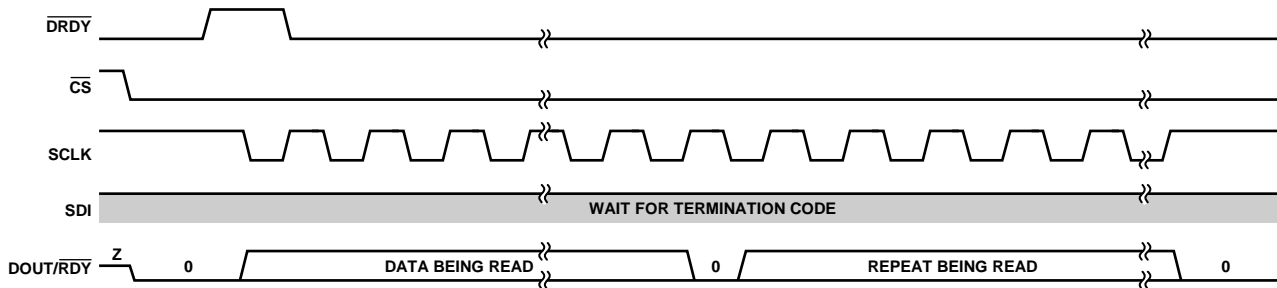 DRDY
CS
SCLK
SDI
WAIT FOR TERMINATION CODE
DOUT/RDY
Z
0
DATA BEING READ
0
REPEAT BEING READ
0